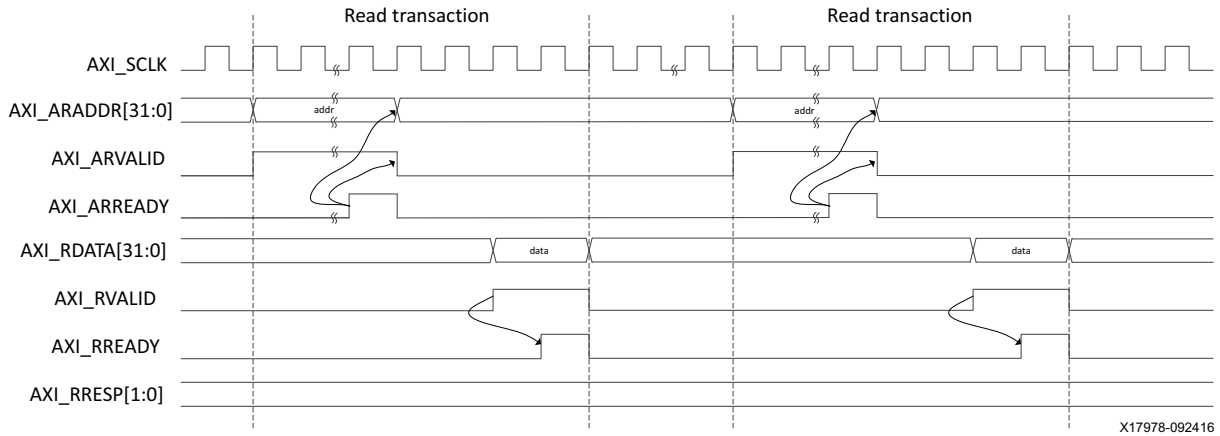 Read transaction Read transaction
AXI_SCLK
AXI_ARADDR[31:0] addr addr
AXI_ARVALID
AXI_ARREADY
AXI_RDATA[31:0] data data
AXI_RVALID
AXI_RREADY
AXI_RRESP[1:0]
X17978-092416